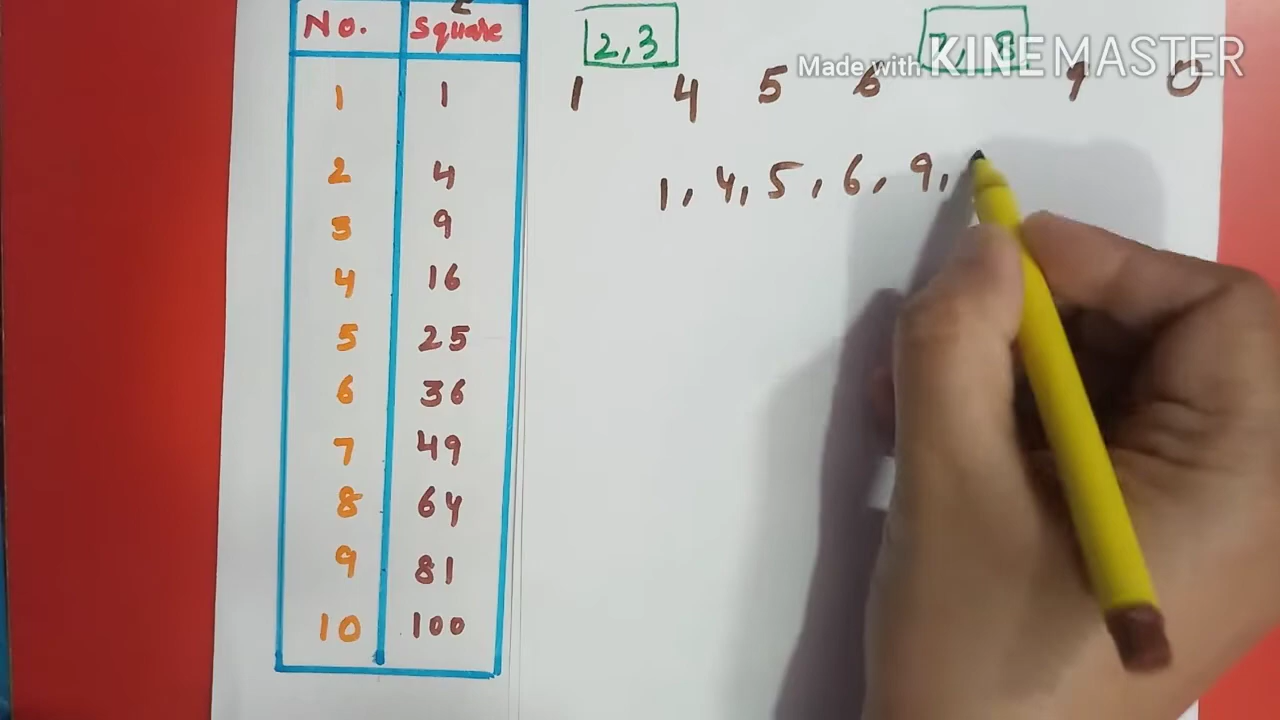 No. Square
1 1
2 4
3 9
4 16
5 25
6 36
7 49
8 64
9 81
10 100
2,3 7, 8
Made with KINEMASTER
1 4 5 6 9 0
1, 4, 5, 6, 9,